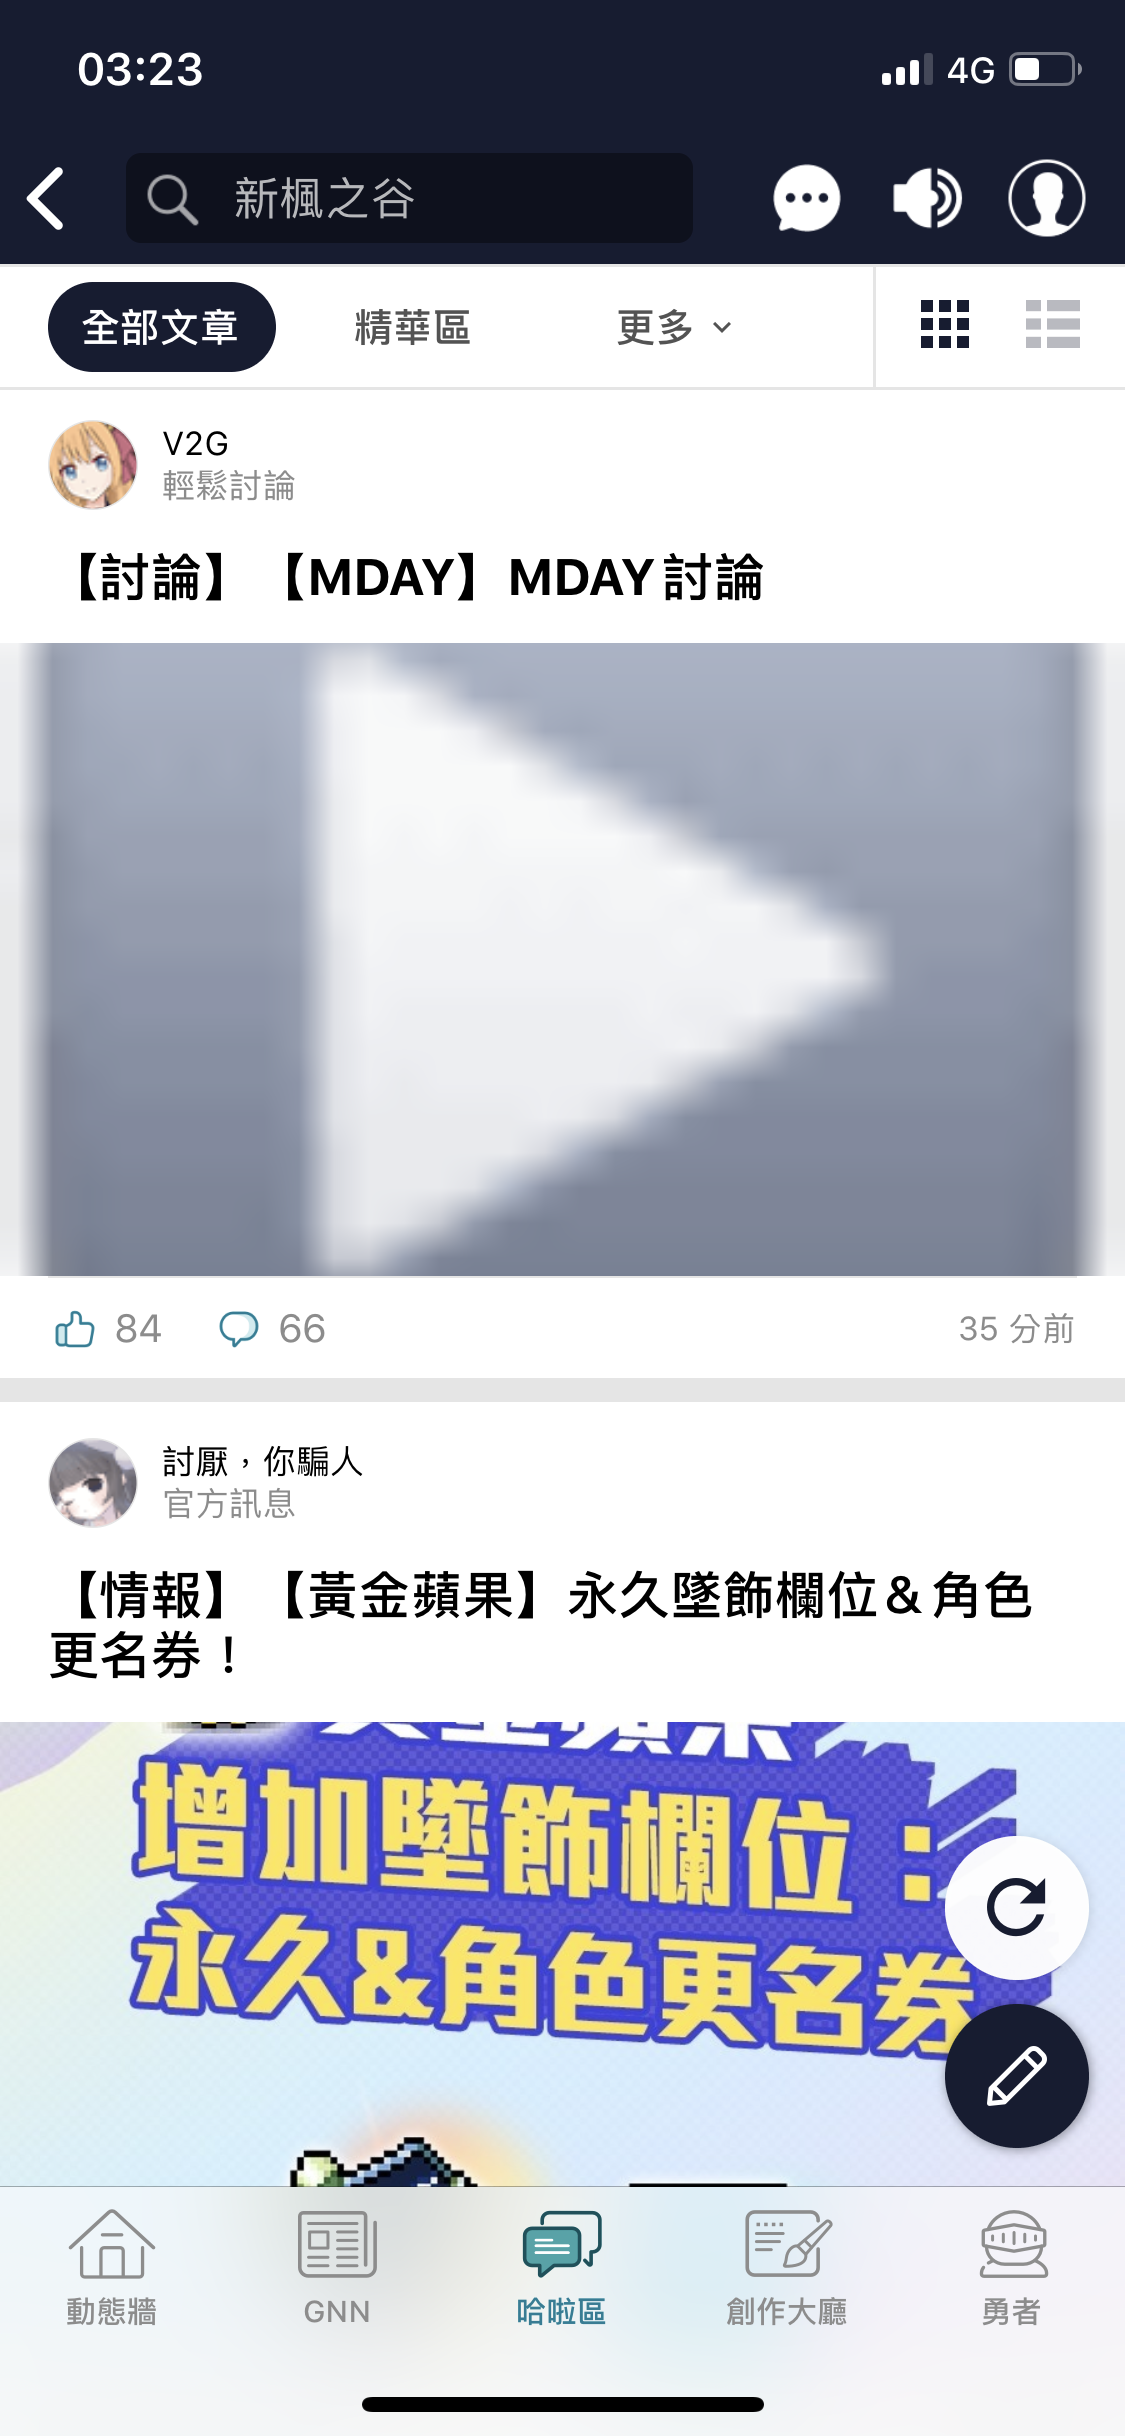 03:23
4G
新楓之谷
全部文章
精華區
更多
V2G
輕鬆討論
【討論】【MDAY】MDAY討論
84
66
35 分前
討厭，你騙人
官方訊息
【情報】【黃金蘋果】永久墜飾欄位＆角色
更名券！
增加墜飾欄位：
永久&角色更名券
動態牆
GNN
哈啦區
創作大廳
勇者